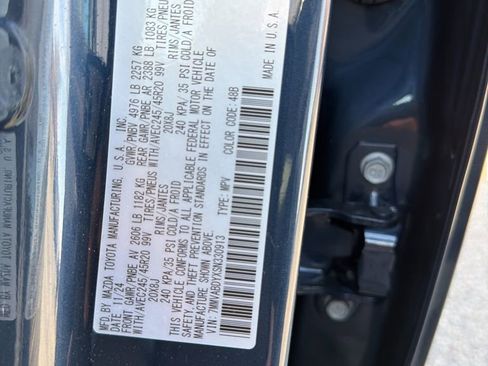 MFD. BY MAZDA TOYOTA MANUFACTURING, U.S.A., INC.
11/24 GVWR/PNBV 4976 LB 2257 KG
FRONT GAWR/PNBE AV 2606 LB 1182 KG REAR GAWR/PNBE AR 2388 LB 1083 KG
WITH/AVEC245/45R20 99V TIRES/PNEUS WITH/AVEC245/45R20 99V TIRES/PNEUS
20X8J RIMS/JANTES 20X8J RIMS/JANTES
240 KPA/35 PSI COLD/A FROID 240 KPA/35 PSI COLD/A FROID
THIS VEHICLE CONFORMS TO ALL APPLICABLE FEDERAL MOTOR VEHICLE
SAFETY, AND THEFT PREVENTION STANDARDS IN EFFECT ON THE DATE OF
MANUFACTURE SHOWN ABOVE.
VIN: TYPE: MPV COLOR CODE: 48B
MADE IN U.S.A.